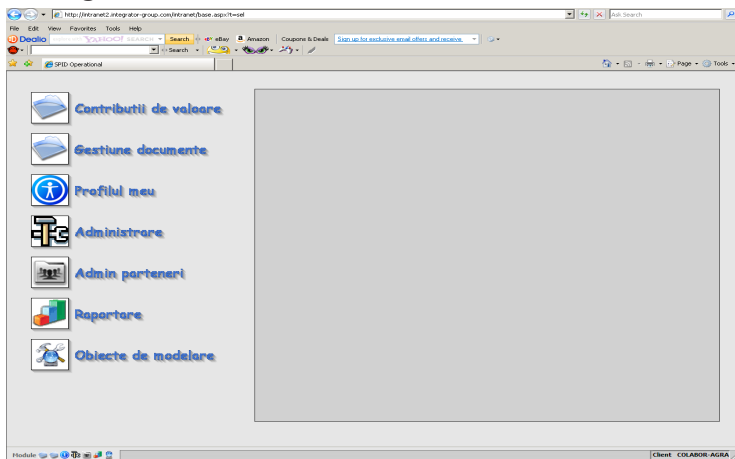 http://intranet2.integrator-group.com/intranet/base.aspx?t=sel
Ask Search
File Edit View Favorites Tools Help
Dealio YAHOO! SEARCH Search eBay Amazon Coupons & Deals Sign up for exclusive email offers and receive
Search
SPID Operational Page Tools
Contributii de valoare
Gestiune documente
Profilul meu
Administrare
Admin parteneri
Raportare
Obiecte de modelare
Module Client COLABOR-AGRA